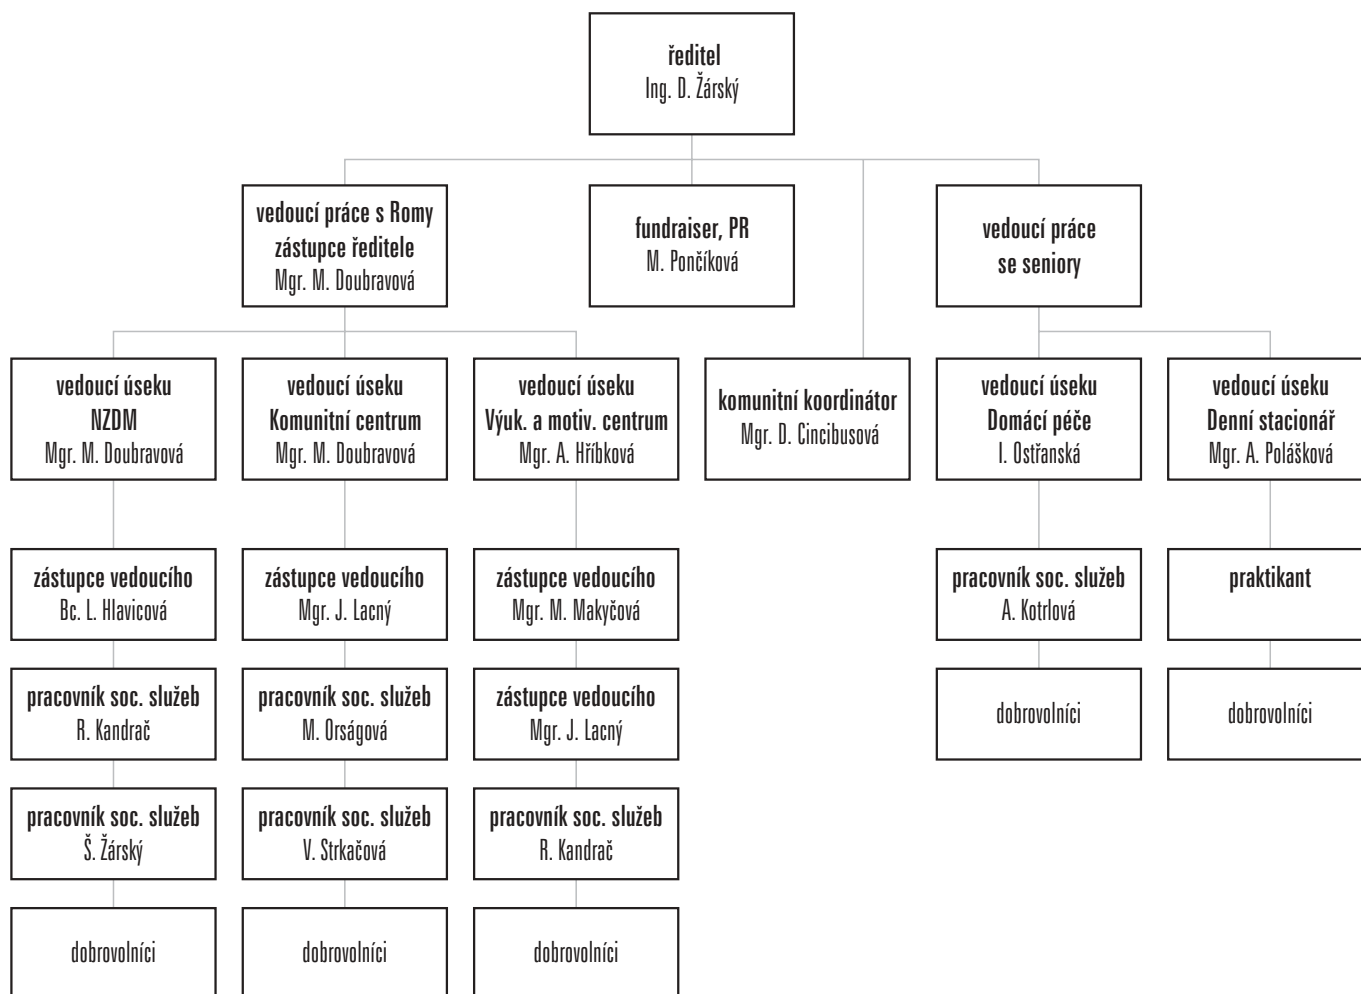 ředitel
Ing. D. Žárský
vedoucí práce s Romy
zástupce ředitele
Mgr. M. Doubravová
fundraiser, PR
M. Pončíková
vedoucí práce
se seniory
vedoucí úseku
NZDM
Mgr. M. Doubravová
vedoucí úseku
Komunitní centrum
Mgr. M. Doubravová
vedoucí úseku
Výuk. a motiv. centrum
Mgr. A. Hříbková
komunitní koordinátor
Mgr. D. Cincibusová
vedoucí úseku
Domácí péče
I. Ostřanská
vedoucí úseku
Denní stacionář
Mgr. A. Polášková
zástupce vedoucího
Bc. L. Hlavicová
zástupce vedoucího
Mgr. J. Lacný
zástupce vedoucího
Mgr. M. Makyčová
pracovník soc. služeb
A. Kotrlová
praktikant
pracovník soc. služeb
R. Kandrač
pracovník soc. služeb
M. Orságová
zástupce vedoucího
Mgr. J. Lacný
dobrovolníci
dobrovolníci
pracovník soc. služeb
Š. Žárský
pracovník soc. služeb
V. Strkačová
pracovník soc. služeb
R. Kandrač
dobrovolníci
dobrovolníci
dobrovolníci